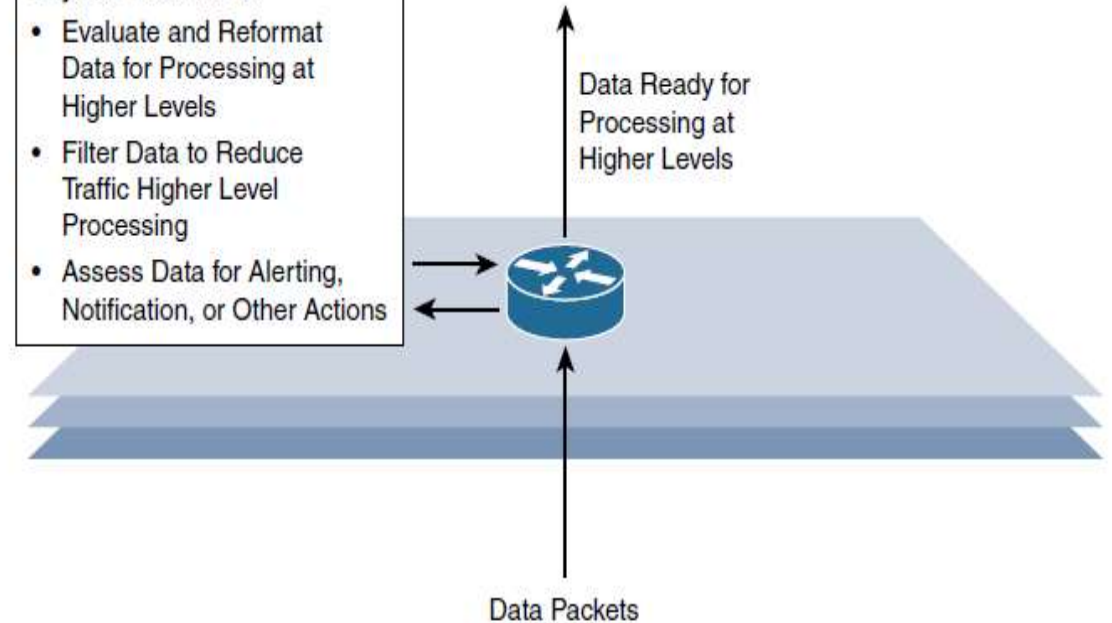 • Evaluate and Reformat
Data for Processing at
Higher Levels
• Filter Data to Reduce
Traffic Higher Level
Processing
• Assess Data for Alerting,
Notification, or Other Actions
Data Ready for
Processing at
Higher Levels
Data Packets